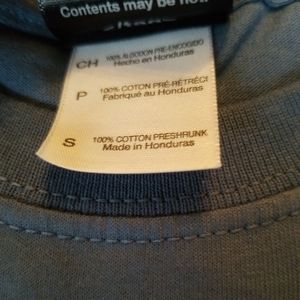 Contents may be
CH 100% ALGODON PRE-ENCOGIDO
Hecho en Honduras
P 100% COTON PRÉ-RÉTRÉCI
Fabriqué au Honduras
S 100% COTTON PRESHRUNK
Made in Honduras